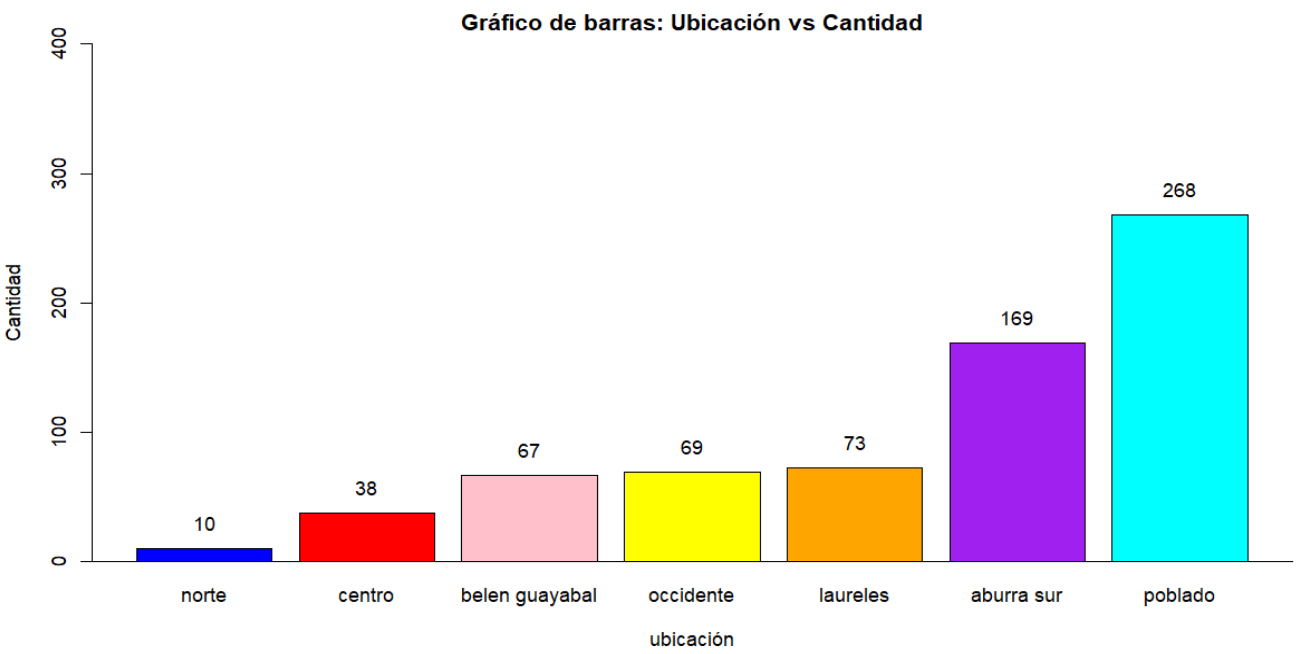 Gráfico de barras: Ubicación vs Cantidad
Cantidad
400
300
200
100
0
10
38
67
69
73
169
268
norte
centro
belen guayabal
occidente
laureles
aburra sur
poblado
ubicación